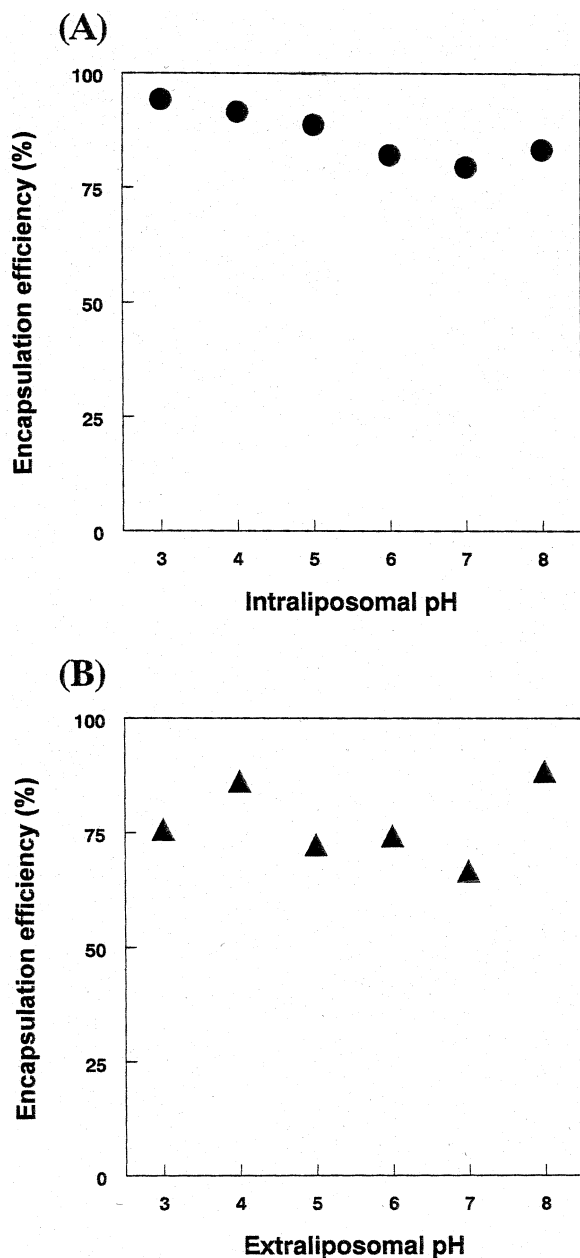 (A)
100
75
50
25
0
Encapsulation efficiency (%)
3 4 5 6 7 8
Intraliposomal pH
(B)
100
75
50
25
0
Encapsulation efficiency (%)
3 4 5 6 7 8
Extraliposomal pH